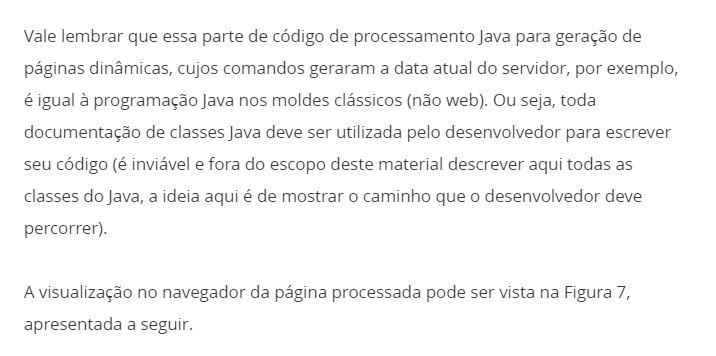 Vale lembrar que essa parte de código de processamento Java para geração de
páginas dinâmicas, cujos comandos geraram a data atual do servidor, por exemplo,
é igual à programação Java nos moldes clássicos (não web). Ou seja, toda
documentação de classes Java deve ser utilizada pelo desenvolvedor para escrever
seu código (é inviável e fora do escopo deste material descrever aqui todas as
classes do Java, a ideia aqui é de mostrar o caminho que o desenvolvedor deve
percorrer).
A visualização no navegador da página processada pode ser vista na Figura 7,
apresentada a seguir.